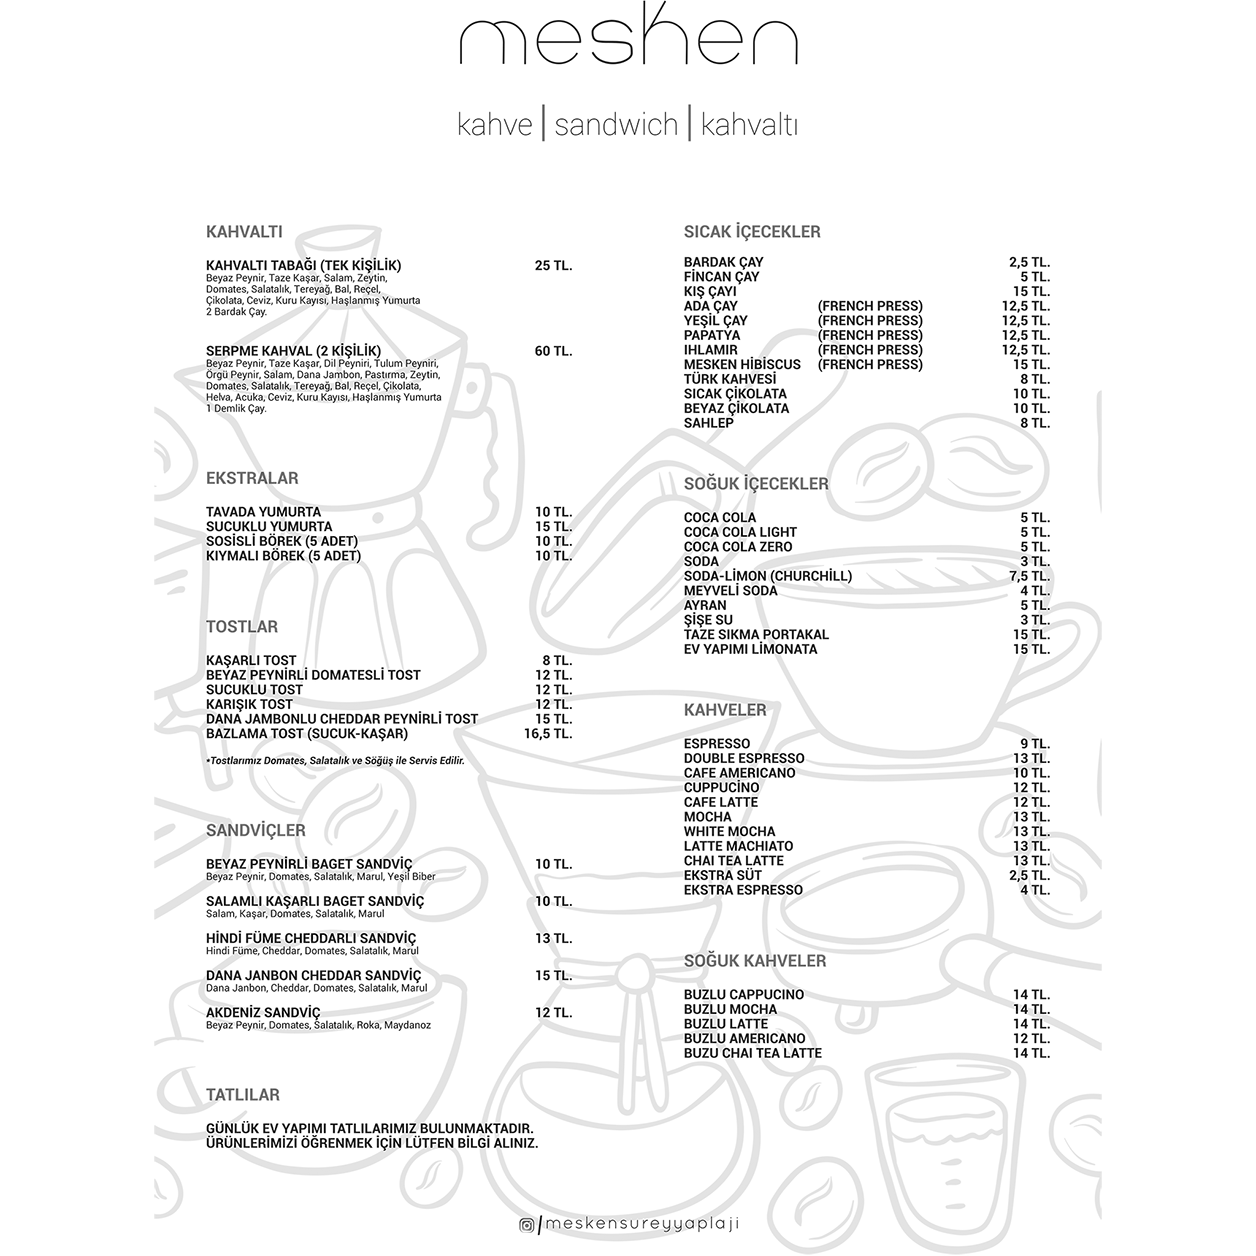 meshen
kahve | sandwich | kahvaltı
KAHVALTI
KAHVALTI TABAĞI (TEK KİŞİLİK) 25 TL.
Beyaz Peynir, Taze Kaşar, Salam, Zeytin,
Domates, Salatalık, Tereyağ, Bal, Reçel,
Çikolata, Ceviz, Kuru Kayısı, Haşlanmış Yumurta
2 Bardak Çay.
SERPME KAHVAL (2 KİŞİLİK) 60 TL.
Beyaz Peynir, Taze Kaşar, Dil Peyniri, Tulum Peyniri,
Örgü Peynir, Salam, Dana Jambon, Pastırma, Zeytin,
Domates, Salatalık, Tereyağ, Bal, Reçel, Çikolata,
Helva, Acuka, Ceviz, Kuru Kayısı, Haşlanmış Yumurta
1 Demlik Çay.
EKSTRALAR
TAVADA YUMURTA 10 TL.
SUCUKLU YUMURTA 15 TL.
SOSİSLİ BÖREK (5 ADET) 10 TL.
KIYMALI BÖREK (5 ADET) 10 TL.
TOSTLAR
KAŞARLI TOST 8 TL.
BEYAZ PEYNİRLİ DOMATESLİ TOST 12 TL.
SUCUKLU TOST 12 TL.
KARIŞIK TOST 12 TL.
DANA JAMBONLU CHEDDAR PEYNİRLİ TOST 15 TL.
BAZLAMA TOST (SUCUK-KAŞAR) 16,5 TL.
*Tostlarımız Domates, Salatalık ve Söğüş ile Servis Edilir.
SANDVİÇLER
BEYAZ PEYNİRLİ BAGET SANDVİÇ 10 TL.
Beyaz Peynir, Domates, Salatalık, Marul, Yeşil Biber
SALAMLI KAŞARLI BAGET SANDVİÇ 10 TL.
Salam, Kaşar, Domates, Salatalık, Marul
HİNDİ FÜME CHEDDARLI SANDVİÇ 13 TL.
Hindi Füme, Cheddar, Domates, Salatalık, Marul
DANA JANBON CHEDDAR SANDVİÇ 15 TL.
Dana Janbon, Cheddar, Domates, Salatalık, Marul
AKDENİZ SANDVİÇ 12 TL.
Beyaz Peynir, Domates, Salatalık, Roka, Maydanoz
TATLILAR
GÜNLÜK EV YAPIMI TATLILARIMIZ BULUNMAKTADIR.
ÜRÜNLERİMİZİ ÖĞRENMEK İÇİN LÜTFEN BİLGİ ALINIZ.
SICAK İÇECEKLER
BARDAK ÇAY 2,5 TL.
FİNCAN ÇAY 5 TL.
KIŞ ÇAYI 15 TL.
ADA ÇAY (FRENCH PRESS) 12,5 TL.
YEŞİL ÇAY (FRENCH PRESS) 12,5 TL.
PAPATYA (FRENCH PRESS) 12,5 TL.
IHLAMIR (FRENCH PRESS) 12,5 TL.
MESKEN HİBİSCUS (FRENCH PRESS) 15 TL.
TÜRK KAHVESİ 8 TL.
SICAK ÇİKOLATA 10 TL.
BEYAZ ÇİKOLATA 10 TL.
SAHLEP 8 TL.
SOĞUK İÇECEKLER
COCA COLA 5 TL.
COCA COLA LIGHT 5 TL.
COCA COLA ZERO 5 TL.
SODA 3 TL.
SODA-LİMON (CHURCHİLL) 7,5 TL.
MEYVELİ SODA 4 TL.
AYRAN 5 TL.
ŞİŞE SU 3 TL.
TAZE SIKMA PORTAKAL 15 TL.
EV YAPIMI LİMONATA 15 TL.
KAHVELER
ESPRESSO 9 TL.
DOUBLE ESPRESSO 13 TL.
CAFE AMERICANO 10 TL.
CUPPUCİNO 12 TL.
CAFE LATTE 12 TL.
MOCHA 13 TL.
WHITE MOCHA 13 TL.
LATTE MACHIATO 13 TL.
CHAI TEA LATTE 13 TL.
EKSTRA SÜT 2,5 TL.
EKSTRA ESPRESSO 4 TL.
SOĞUK KAHVELER
BUZLU CAPPUCINO 14 TL.
BUZLU MOCHA 14 TL.
BUZLU LATTE 14 TL.
BUZLU AMERICANO 12 TL.
BUZU CHAI TEA LATTE 14 TL.
/meskensureyyaplaji